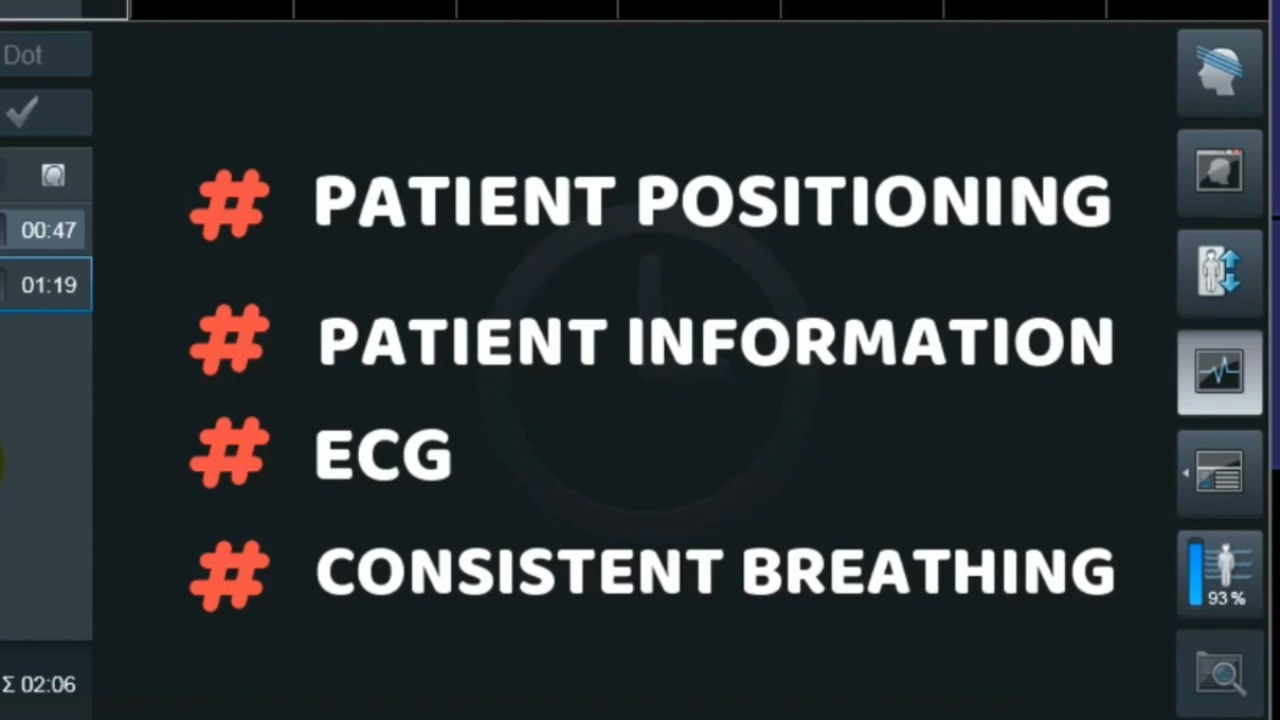 Dot
00:47
01:19
Σ 02:06
# PATIENT POSITIONING
# PATIENT INFORMATION
# ECG
# CONSISTENT BREATHING
93 %